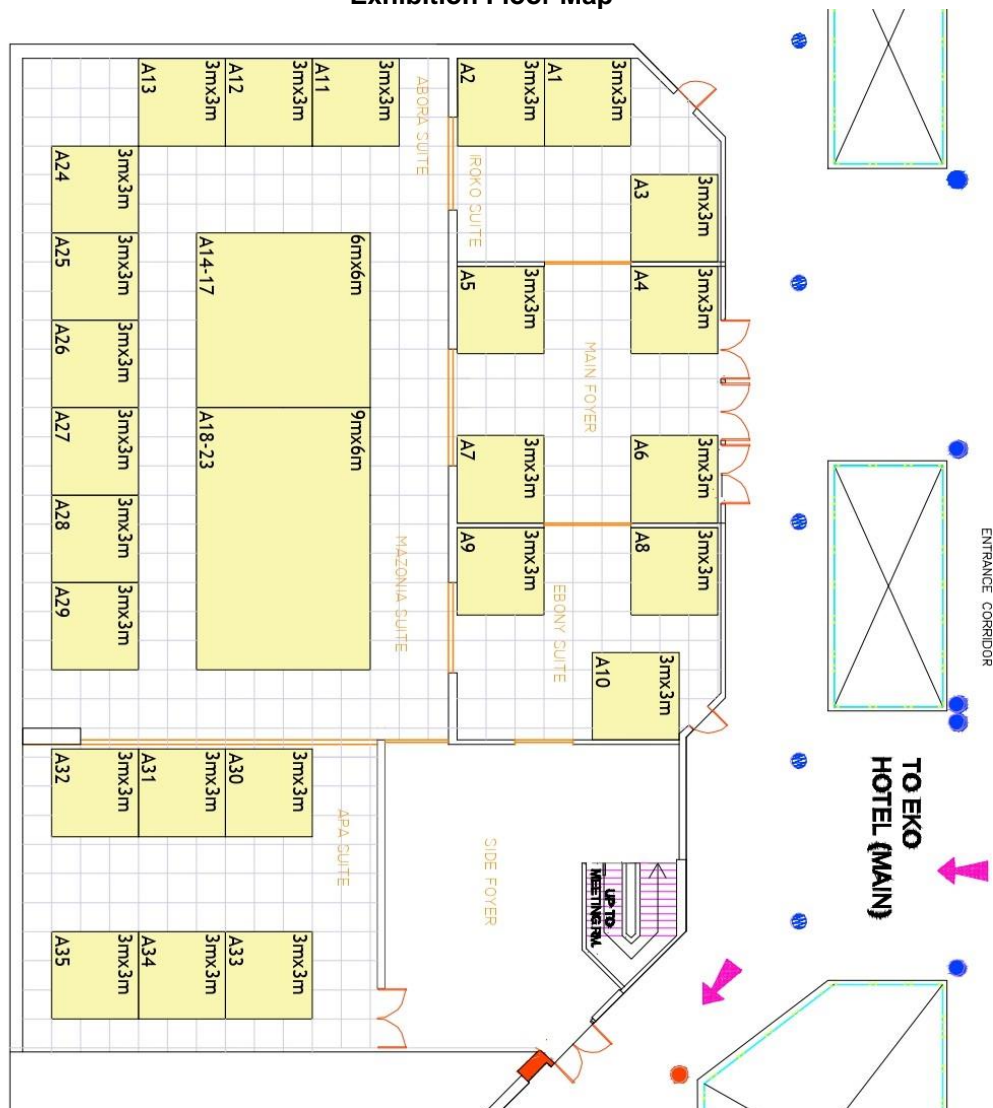 Exhibition Floor Map
A13
3mx3m
A12
3mx3m
A11
3mx3m
ABORA SUITE
A2
3mx3m
A1
3mx3m
IROKO SUITE
A3
3mx3m
A24
3mx3m
A25
3mx3m
A26
3mx3m
A27
3mx3m
A28
3mx3m
A29
3mx3m
A14-17
6mx6m
A18-23
9mx6m
MAZONIA SUITE
A5
3mx3m
A4
3mx3m
MAIN FOYER
A7
3mx3m
A6
3mx3m
A9
3mx3m
A8
3mx3m
EBONY SUITE
A10
3mx3m
ENTRANCE CORRIDOR
TO EKO
HOTEL (MAIN)
A32
3mx3m
A31
3mx3m
A30
3mx3m
APA SUITE
SIDE FOYER
UP TO
MEETING RM.
A35
3mx3m
A34
3mx3m
A33
3mx3m